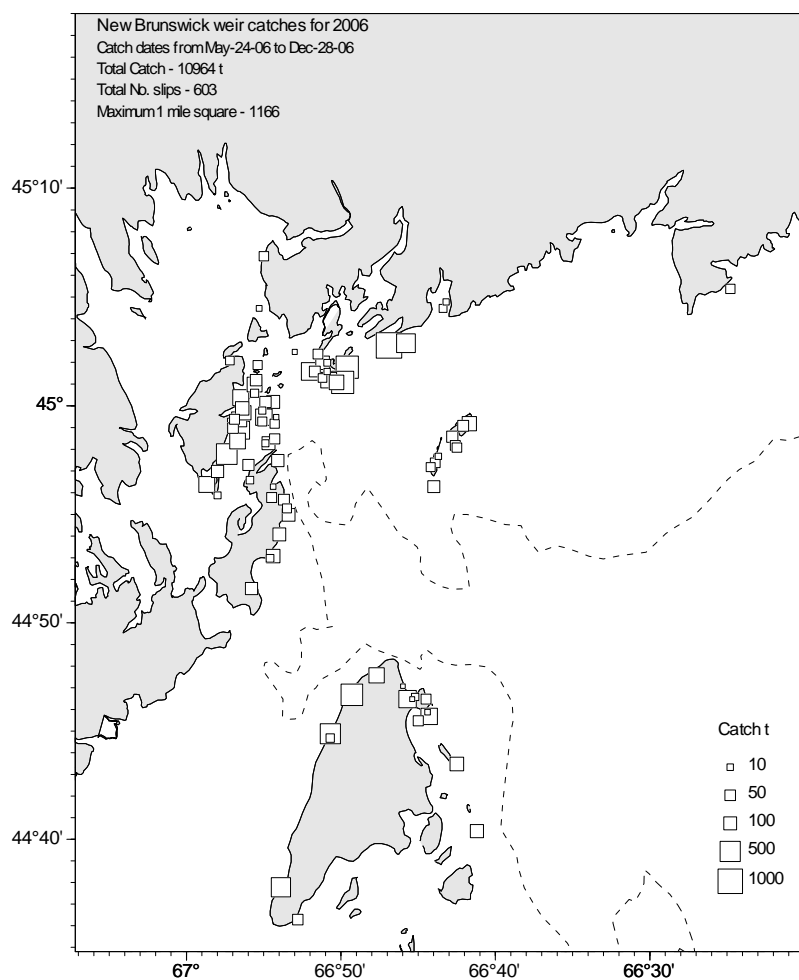 New Brunswick weir catches for 2006
Catch dates from May-24-06 to Dec-28-06
Total Catch - 10964 t
Total No. slips - 603
Maximum 1 mile square - 1166
45°10'
45°
44°50'
44°40'
Catch t
10
50
100
500
1000
67°
66°50'
66°40'
66°30'